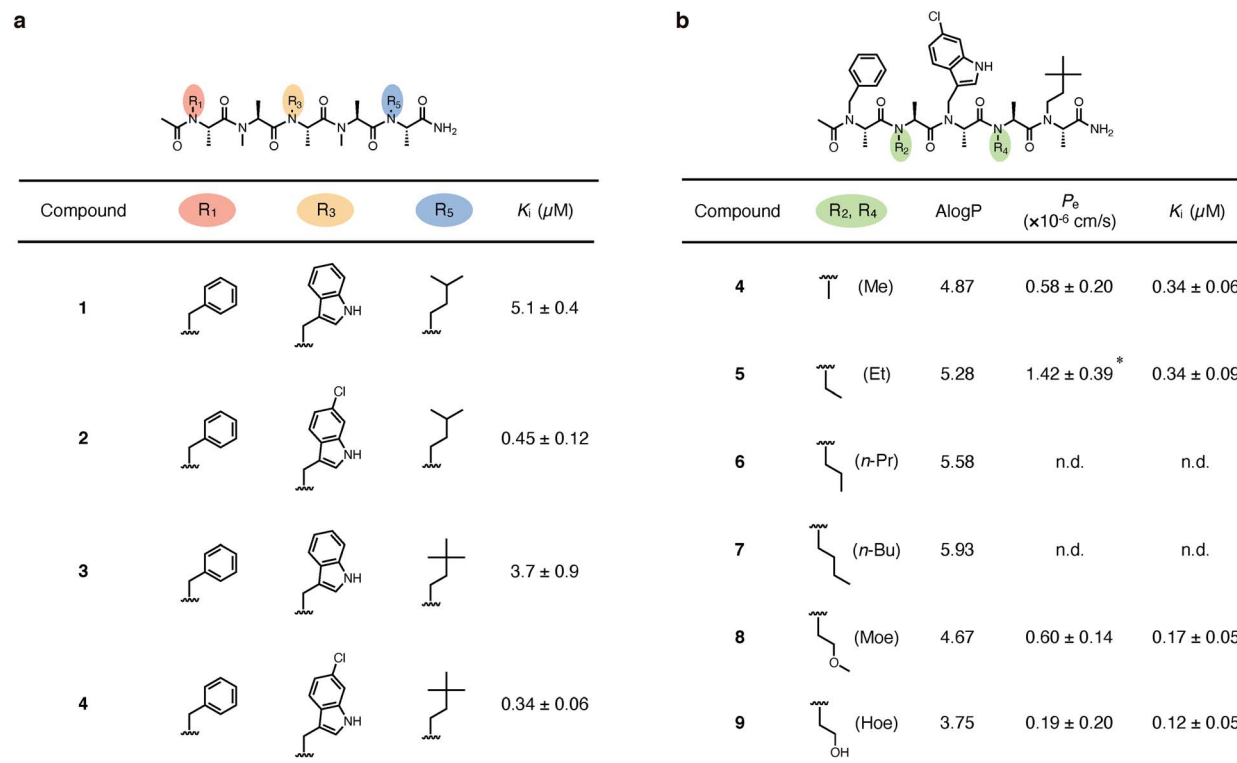 a
R1
O
R3
O
R5
O
N
N
N
N
N
NH2
O
O
O
Compound R1 R3 R5 Ki (μM)
1 NH 5.1 ± 0.4
Cl
2 NH 0.45 ± 0.12
3 NH 3.7 ± 0.9
Cl
4 NH 0.34 ± 0.06
b
Cl
NH
O
O
O
N
N
N
N
N
NH2
O
R2
O
R4
O
Compound R2, R4 AlogP Pe (×10-6 cm/s) Ki (μM)
4 (Me) 4.87 0.58 ± 0.20 0.34 ± 0.06
5 (Et) 5.28 1.42 ± 0.39 * 0.34 ± 0.09
6 (n-Pr) 5.58 n.d. n.d.
7 (n-Bu) 5.93 n.d. n.d.
8 (Moe) 4.67 0.60 ± 0.14 0.17 ± 0.05
O
9 (Hoe) 3.75 0.19 ± 0.20 0.12 ± 0.05
OH